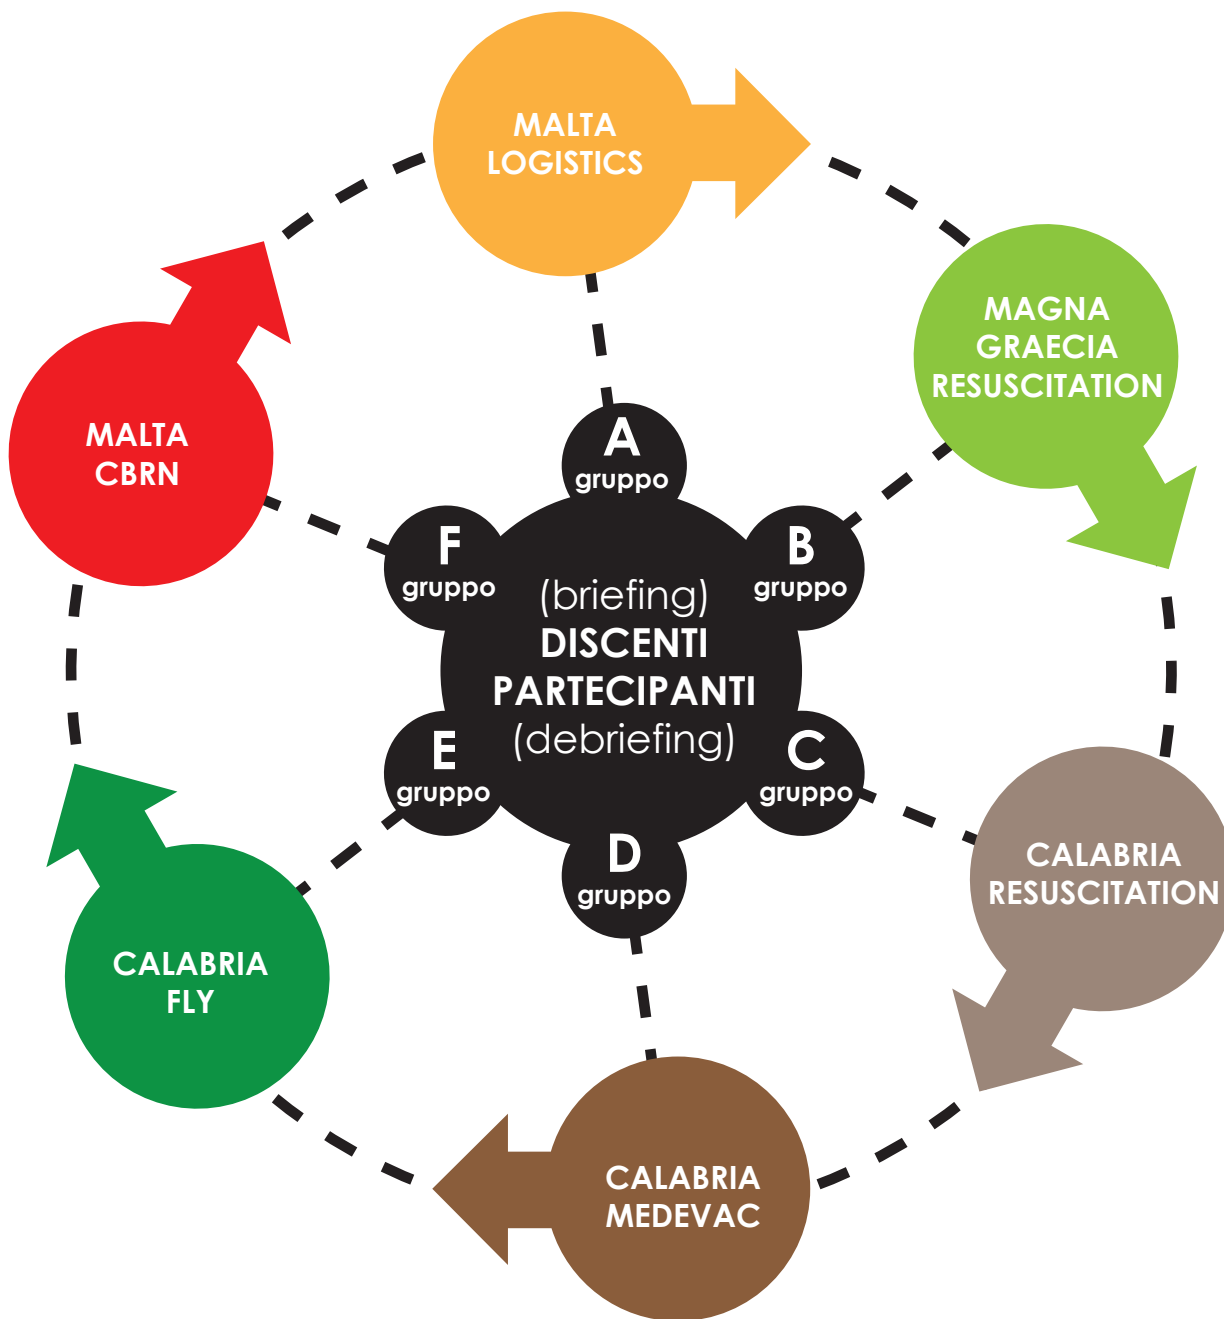 MALTA
LOGISTICS
MAGNA
GRAECIA
RESUSCITATION
MALTA
CBRN
A
gruppo
F
gruppo
B
gruppo
(briefing)
DISCENTI
PARTECIPANTI
(debriefing)
E
gruppo
C
gruppo
D
gruppo
CALABRIA
RESUSCITATION
CALABRIA
FLY
CALABRIA
MEDEVAC